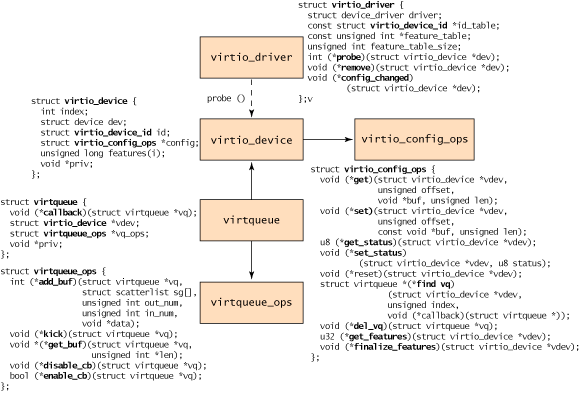 struct virtio_driver {
struct device_driver driver;
const struct virtio_device_id *id_table;
const unsigned int *feature_table;
unsigned int feature_table_size;
int (*probe)(struct virtio_device *dev);
void (*remove)(struct virtio_device *dev);
void (*config_changed)
(struct virtio_device *dev);
};v
virtio_driver
probe ()
struct virtio_device {
int index;
struct device dev;
struct virtio_device_id id;
struct virtio_config_ops *config;
unsigned long features(i);
void *priv;
};
virtio_device
virtio_config_ops
struct virtqueue {
void (*callback)(struct virtqueue *vq);
struct virtio_device *vdev;
struct virtqueue_ops *vq_ops;
void *priv;
};
virtqueue
struct virtqueue_ops {
int (*add_buf)(struct virtqueue *vq,
struct scatterlist sg[],
unsigned int out_num,
unsigned int in_num,
void *data);
void (*kick)(struct virtqueue *vq);
void *(*get_buf)(struct virtqueue *vq,
unsigned int *len);
void (*disable_cb)(struct virtqueue *vq);
bool (*enable_cb)(struct virtqueue *vq);
};
virtqueue_ops
struct virtio_config_ops {
void (*get)(struct virtio_device *vdev,
unsigned offset,
void *buf, unsigned len);
void (*set)(struct virtio_device *vdev,
unsigned offset,
const void *buf, unsigned len);
u8 (*get_status)(struct virtio_device *vdev);
void (*set_status)
(struct virtio_device *vdev, u8 status);
void (*reset)(struct virtio_device *vdev);
struct virtqueue *(*find vq)
(struct virtio_device *vdev,
unsigned index,
void (*callback)(struct virtqueue *));
void (*del_vq)(struct virtqueue *vq);
u32 (*get_features)(struct virtio_device *vdev);
void (*finalize_features)(struct virtio_device *vdev);
};